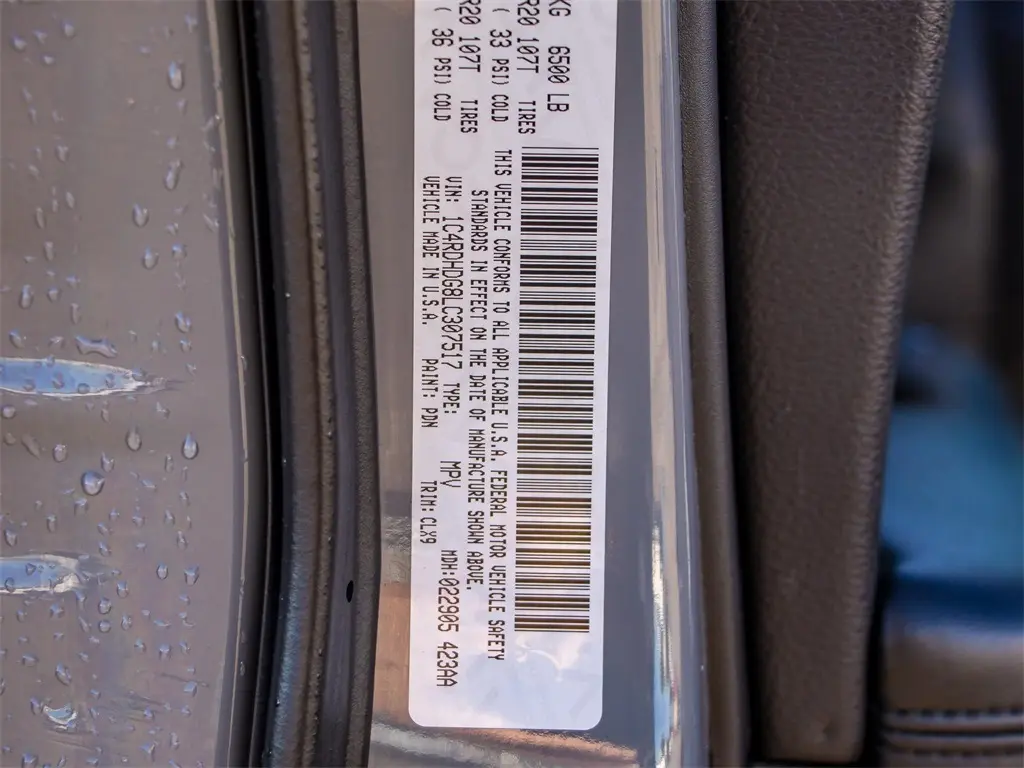 KG 6500 LB
R20 107T TIRES
( 33 PSI) COLD
R20 107T TIRES
( 36 PSI) COLD
THIS VEHICLE CONFORMS TO ALL APPLICABLE U.S.A. FEDERAL MOTOR VEHICLE SAFETY
STANDARDS IN EFFECT ON THE DATE OF MANUFACTURE SHOWN ABOVE.
VIN: 1C4RDHDG8LC307517 TYPE: MPV MDH-022905 423AA
VEHICLE MADE IN U.S.A. PAINT: PDN TRIM: CLX9